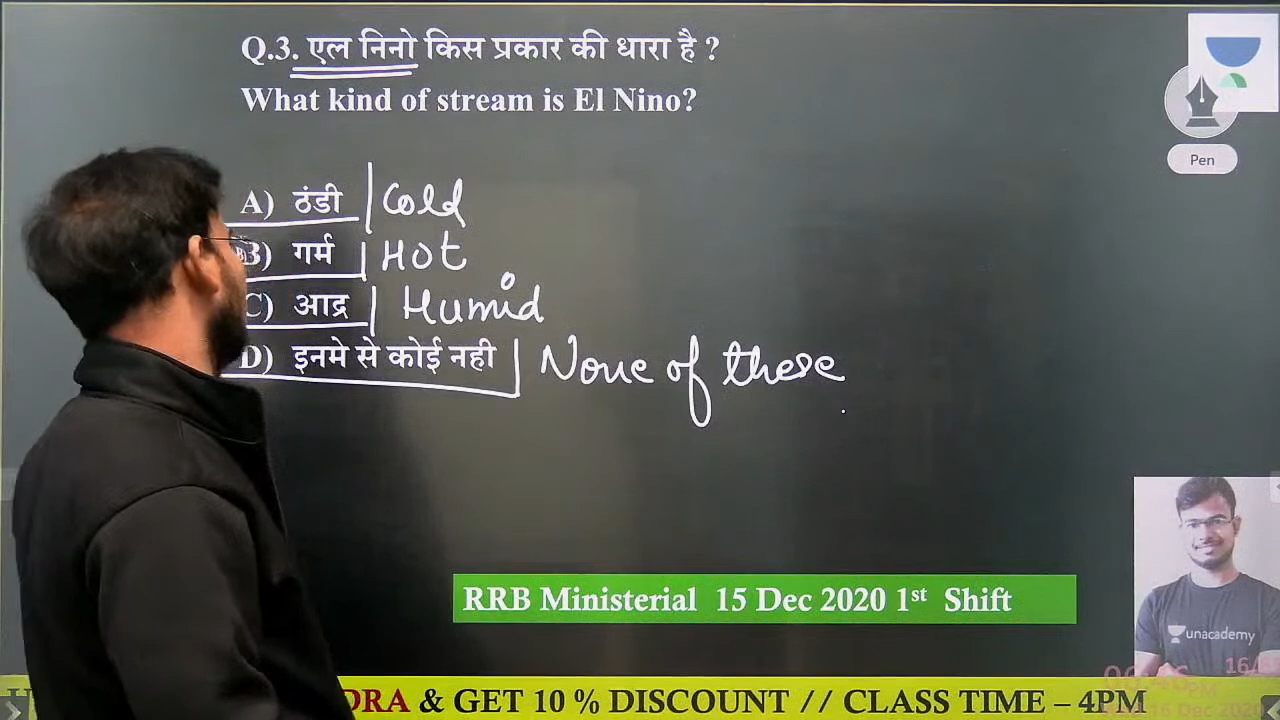 Q.3. एल निनो किस प्रकार की धारा है ?
What kind of stream is El Nino?
Pen
A) ठंडी | Cold
B) गर्म | Hot
C) आद्र | Humid
D) इनमे से कोई नही | None of these
unacademy
RRB Ministerial 15 Dec 2020 1st Shift
DRA & GET 10 % DISCOUNT // CLASS TIME – 4PM